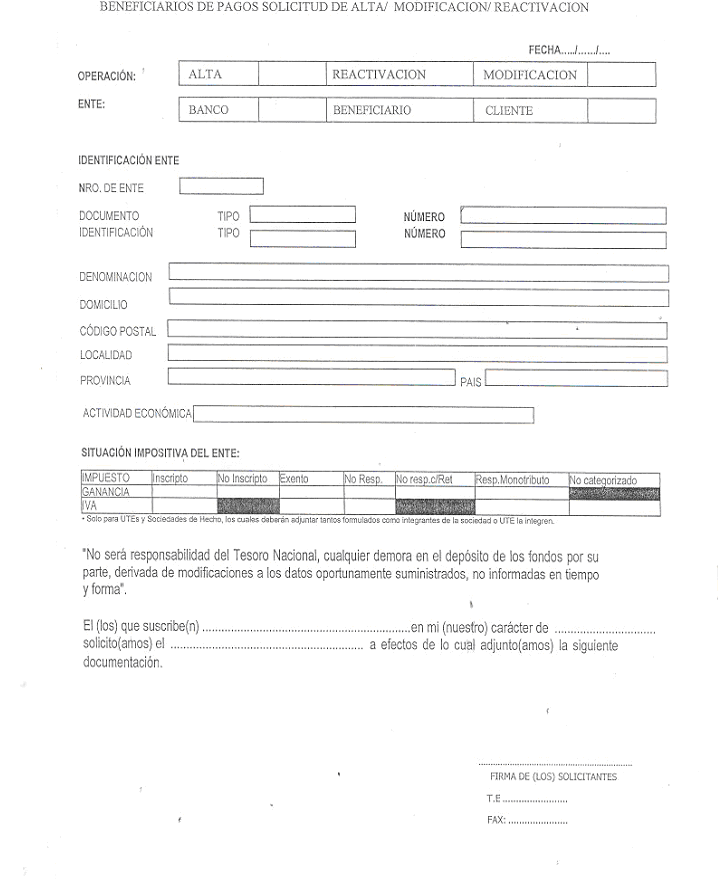 BENEFICIARIOS DE PAGOS SOLICITUD DE ALTA/ MODIFICACION/ REACTIVACION
FECHA...../....../....
OPERACIÓN: ALTA REACTIVACION MODIFICACION
ENTE: BANCO BENEFICIARIO CLIENTE
IDENTIFICACIÓN ENTE
NRO. DE ENTE
DOCUMENTO TIPO NÚMERO
IDENTIFICACIÓN TIPO NÚMERO
DENOMINACION
DOMICILIO
CÓDIGO POSTAL
LOCALIDAD
PROVINCIA PAIS
ACTIVIDAD ECONÓMICA
SITUACIÓN IMPOSITIVA DEL ENTE:
IMPUESTO Inscripto No Inscripto Exento No Resp. No resp.c/Ret Resp.Monotributo No categorizado
GANANCIA
IVA
• Solo para UTEs y Sociedades de Hecho, los cuales deberán adjuntar tantos formulados como integrantes de la sociedad o UTE la integren.
"No será responsabilidad del Tesoro Nacional, cualquier demora en el depósito de los fondos por su
parte, derivada de modificaciones a los datos oportunamente suministrados, no informadas en tiempo
y forma".
El (los) que suscribe(n) ................................................................en mi (nuestro) carácter de ...............................
solicito(amos) el ............................................................ a efectos de lo cual adjunto(amos) la siguiente
documentación.
......................................................
FIRMA DE (LOS) SOLICITANTES
T.E ......................
FAX: ....................